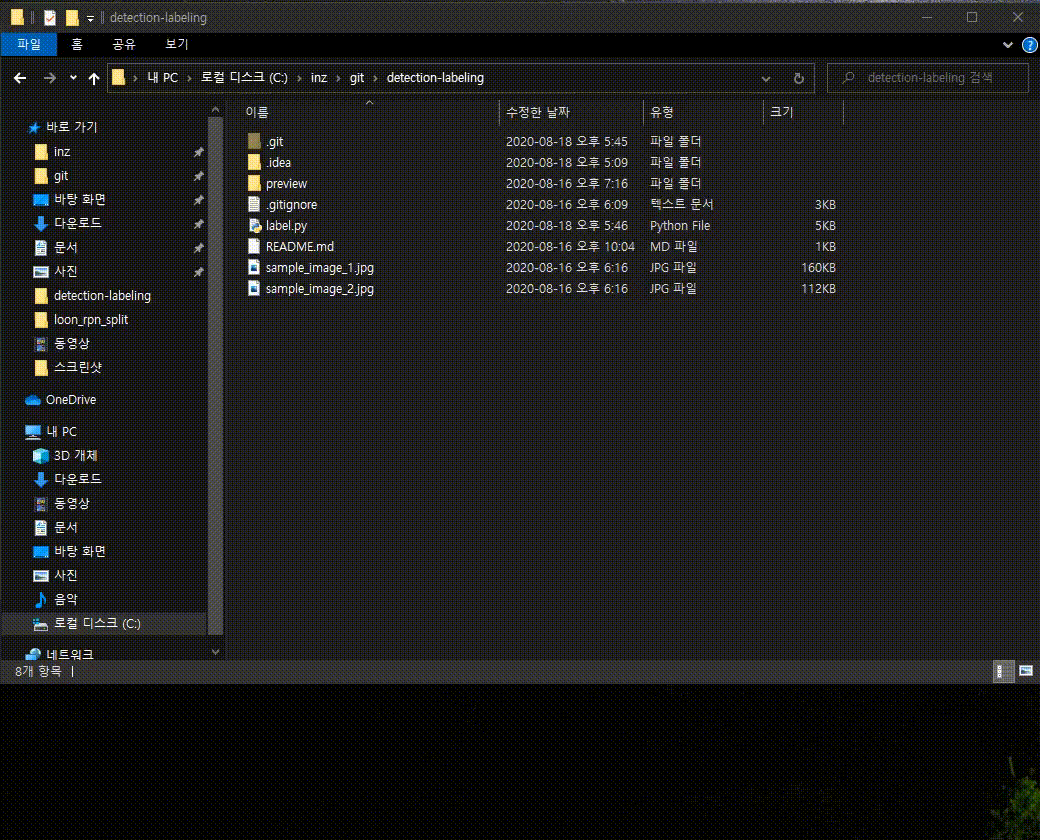 detection-labeling
파일 홈 공유 보기
내 PC 로컬 디스크 (C:) inz git detection-labeling
detection-labeling 검색
바로 가기
inz
git
바탕 화면
다운로드
문서
사진
detection-labeling
loon_rpn_split
동영상
스크린샷
OneDrive
내 PC
3D 개체
다운로드
동영상
문서
바탕 화면
사진
음악
로컬 디스크 (C:)
네트워크
이름 수정한 날짜 유형 크기
.git 2020-08-18 오후 5:45 파일 폴더
.idea 2020-08-18 오후 5:09 파일 폴더
preview 2020-08-16 오후 7:16 파일 폴더
.gitignore 2020-08-16 오후 6:09 텍스트 문서 3KB
label.py 2020-08-18 오후 5:46 Python File 5KB
README.md 2020-08-16 오후 10:04 MD 파일 1KB
sample_image_1.jpg 2020-08-16 오후 6:16 JPG 파일 160KB
sample_image_2.jpg 2020-08-16 오후 6:16 JPG 파일 112KB
8개 항목